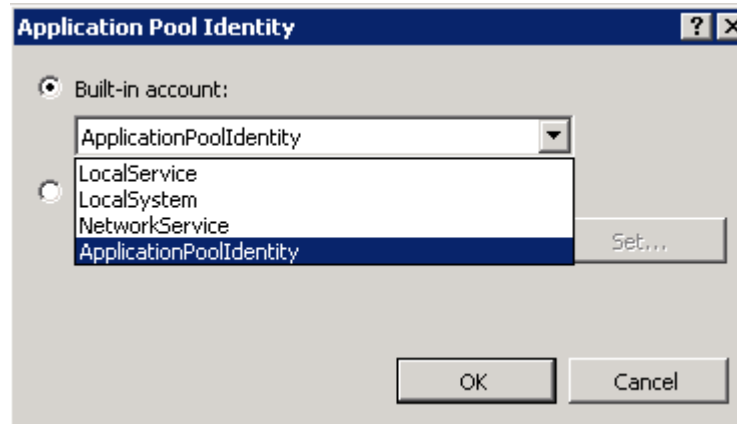 Application Pool Identity
Built-in account:
ApplicationPoolIdentity
LocalService
LocalSystem
NetworkService
ApplicationPoolIdentity
Set...
OK
Cancel